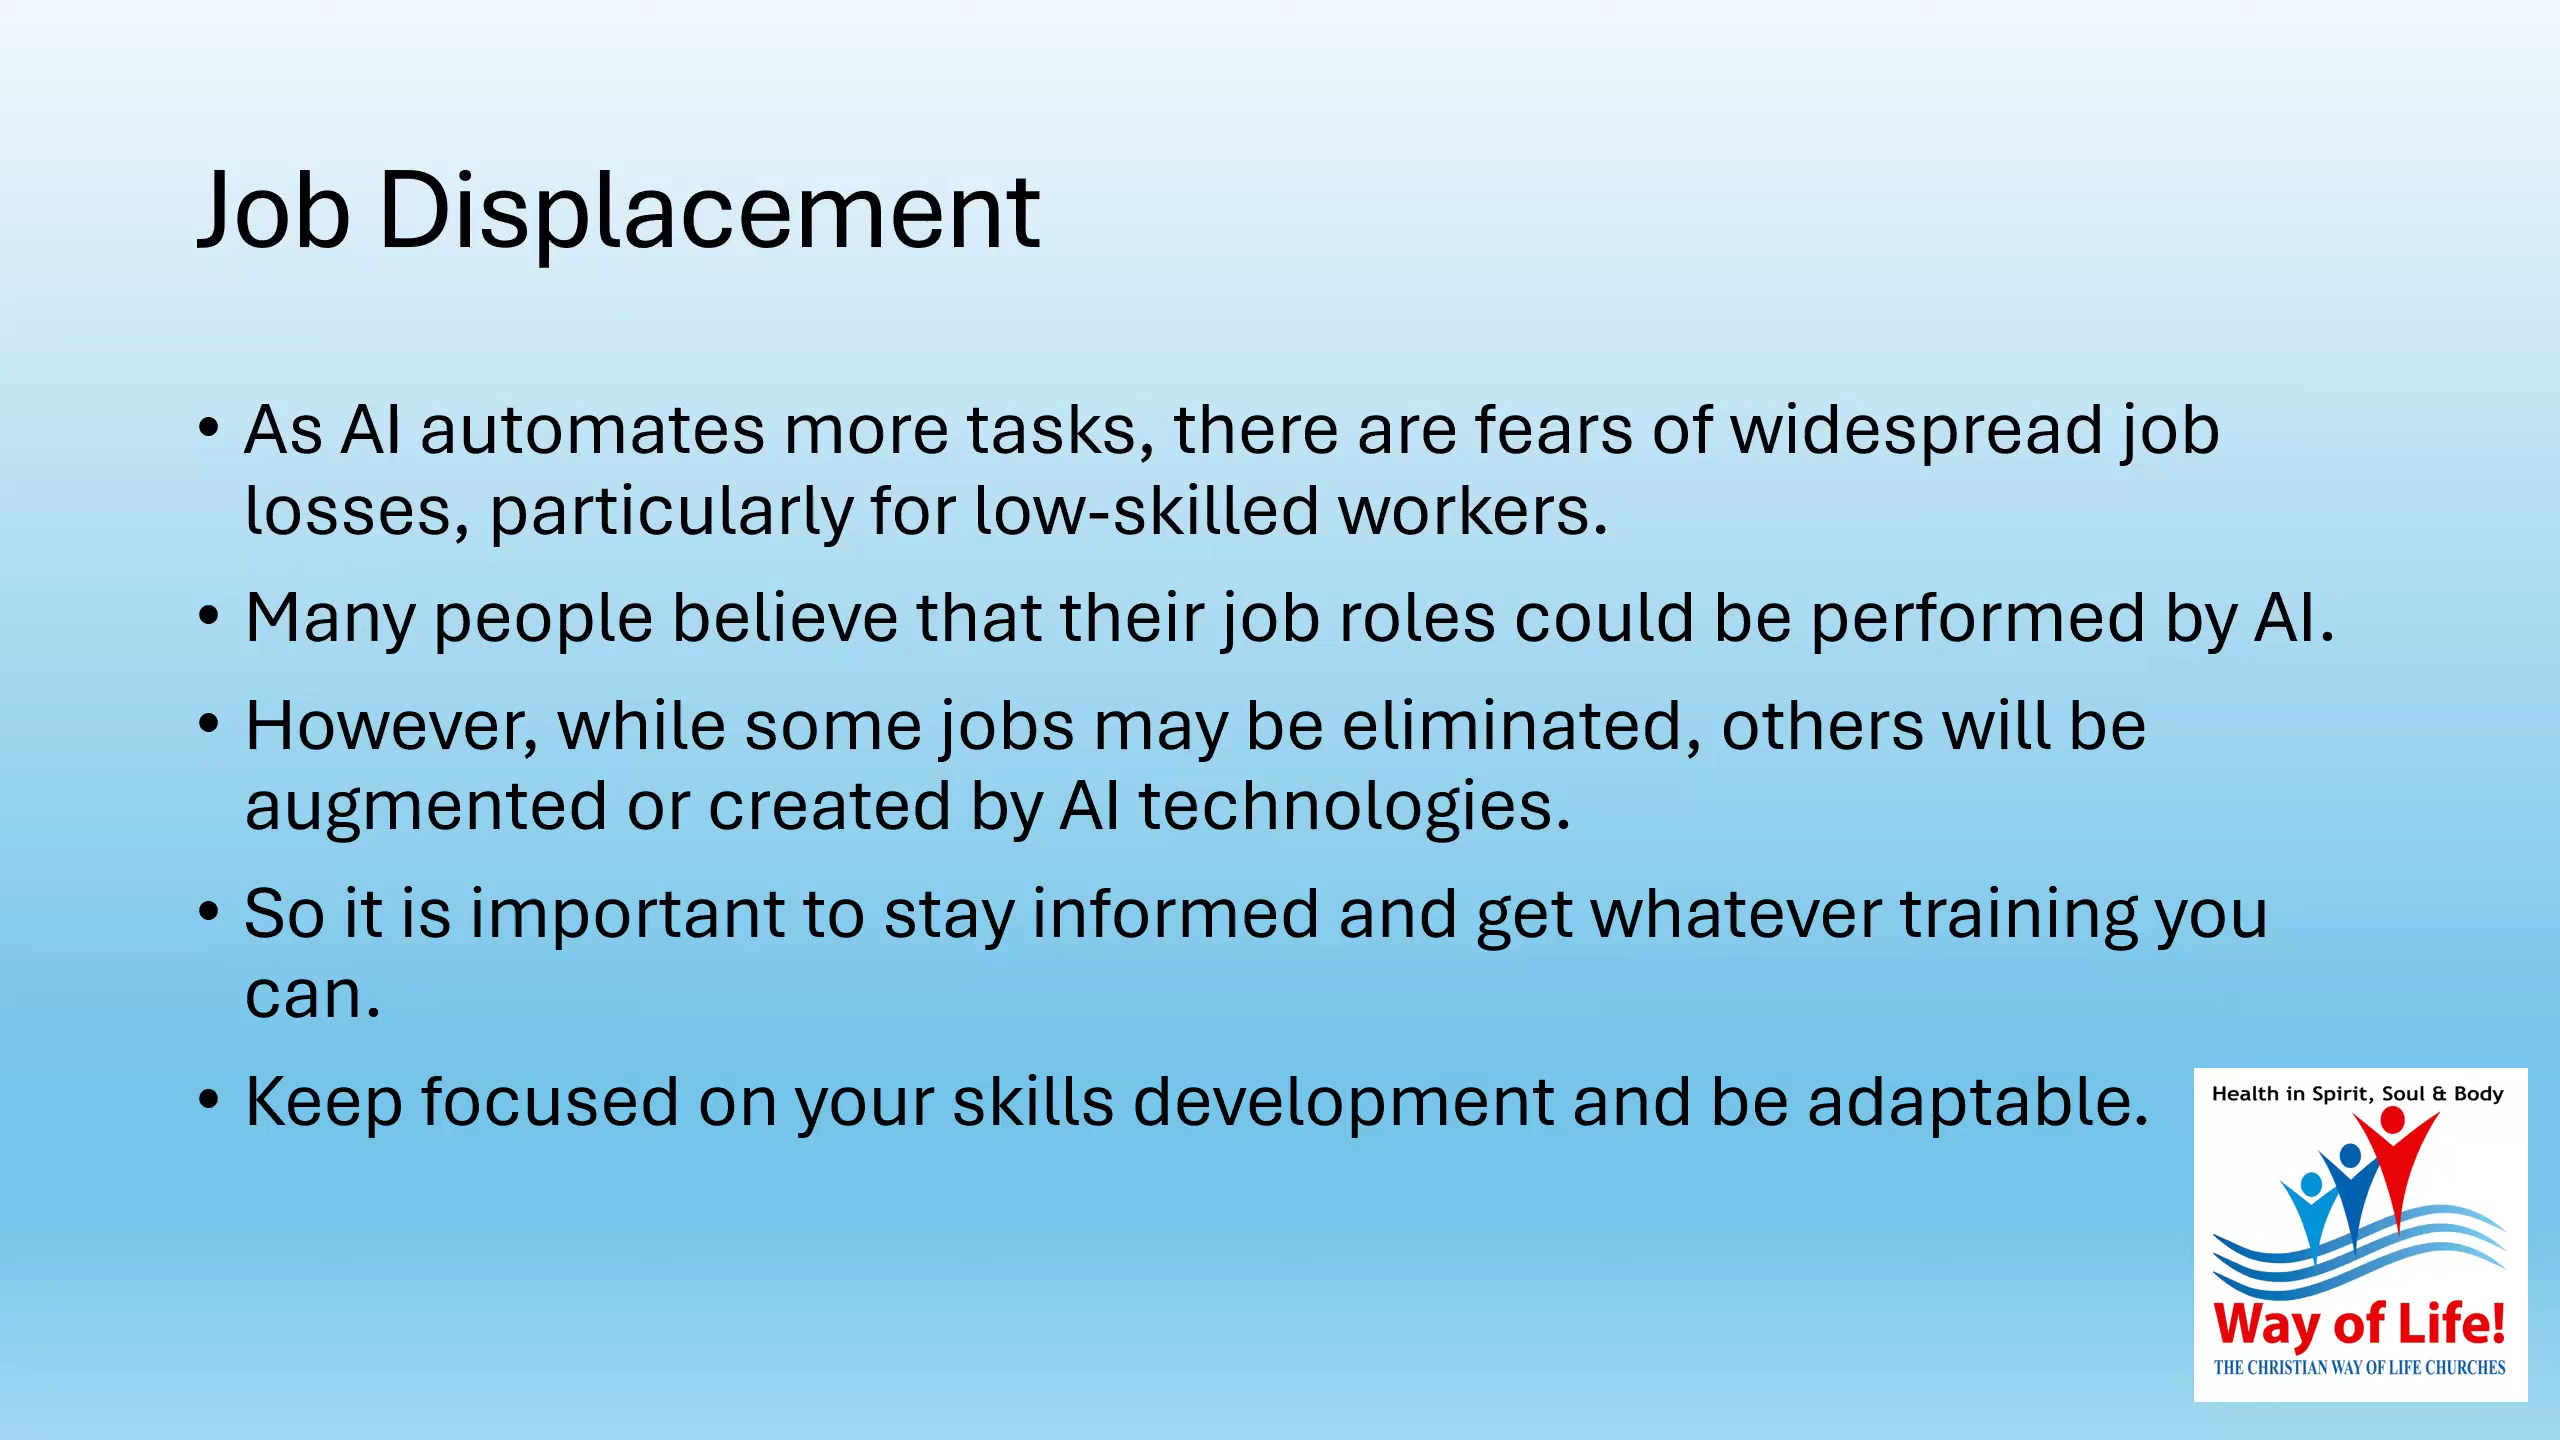 Job Displacement
• As AI automates more tasks, there are fears of widespread job
losses, particularly for low-skilled workers.
• Many people believe that their job roles could be performed by AI.
• However, while some jobs may be eliminated, others will be
augmented or created by AI technologies.
• So it is important to stay informed and get whatever training you
can.
• Keep focused on your skills development and be adaptable.
Health in Spirit, Soul & Body
Way of Life!
THE CHRISTIAN WAY OF LIFE CHURCHES